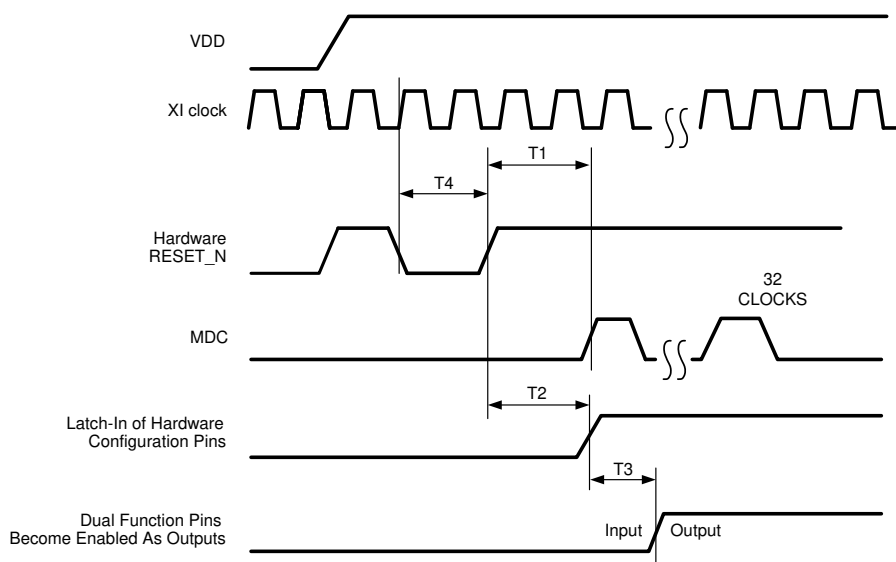 VDD
XI clock
T1
T4
Hardware
RESET_N
32
CLOCKS
MDC
T2
Latch-In of Hardware
Configuration Pins
T3
Dual Function Pins
Become Enabled As Outputs
Input
Output